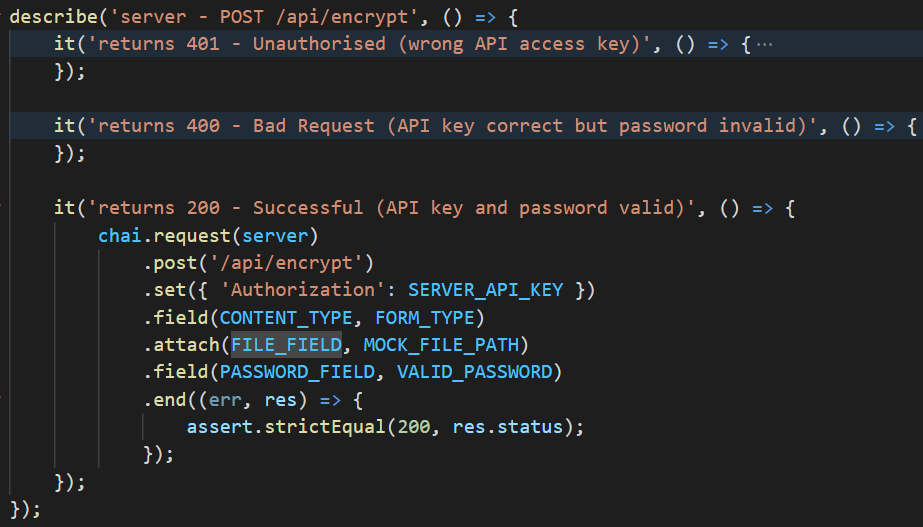 describe('server - POST /api/encrypt', () => {
    it('returns 401 - Unauthorised (wrong API access key)', () => {···
    });

    it('returns 400 - Bad Request (API key correct but password invalid)', () => {
    });

    it('returns 200 - Successful (API key and password valid)', () => {
        chai.request(server)
            .post('/api/encrypt')
            .set({ 'Authorization': SERVER_API_KEY })
            .field(CONTENT_TYPE, FORM_TYPE)
            .attach(FILE_FIELD, MOCK_FILE_PATH)
            .field(PASSWORD_FIELD, VALID_PASSWORD)
            .end((err, res) => {
                assert.strictEqual(200, res.status);
            });
    });
});